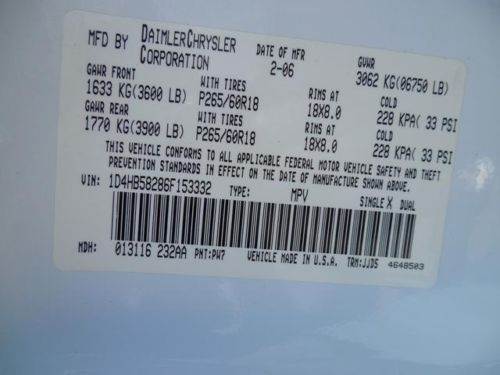 MFD BY DAIMLERCHRYSLER CORPORATION DATE OF MFR 2-06 GVWR 3062 KG(06750 LB)
GAWR FRONT WITH TIRES RIMS AT COLD
1633 KG(3600 LB) P265/60R18 18X8.0 228 KPA( 33 PSI
GAWR REAR WITH TIRES RIMS AT COLD
1770 KG(3900 LB) P265/60R18 18X8.0 228 KPA( 33 PSI
THIS VEHICLE CONFORMS TO ALL APPLICABLE FEDERAL MOTOR VEHICLE SAFETY AND THEFT
PREVENTION STANDARDS IN EFFECT ON THE DATE OF MANUFACTURE SHOWN ABOVE.
VIN: 1D4HB58286F153332 TYPE: MPV SINGLE X DUAL
MDH: 013116 232AA PNT:PW7 VEHICLE MADE IN U.S.A. TRM:JJD5 4648503